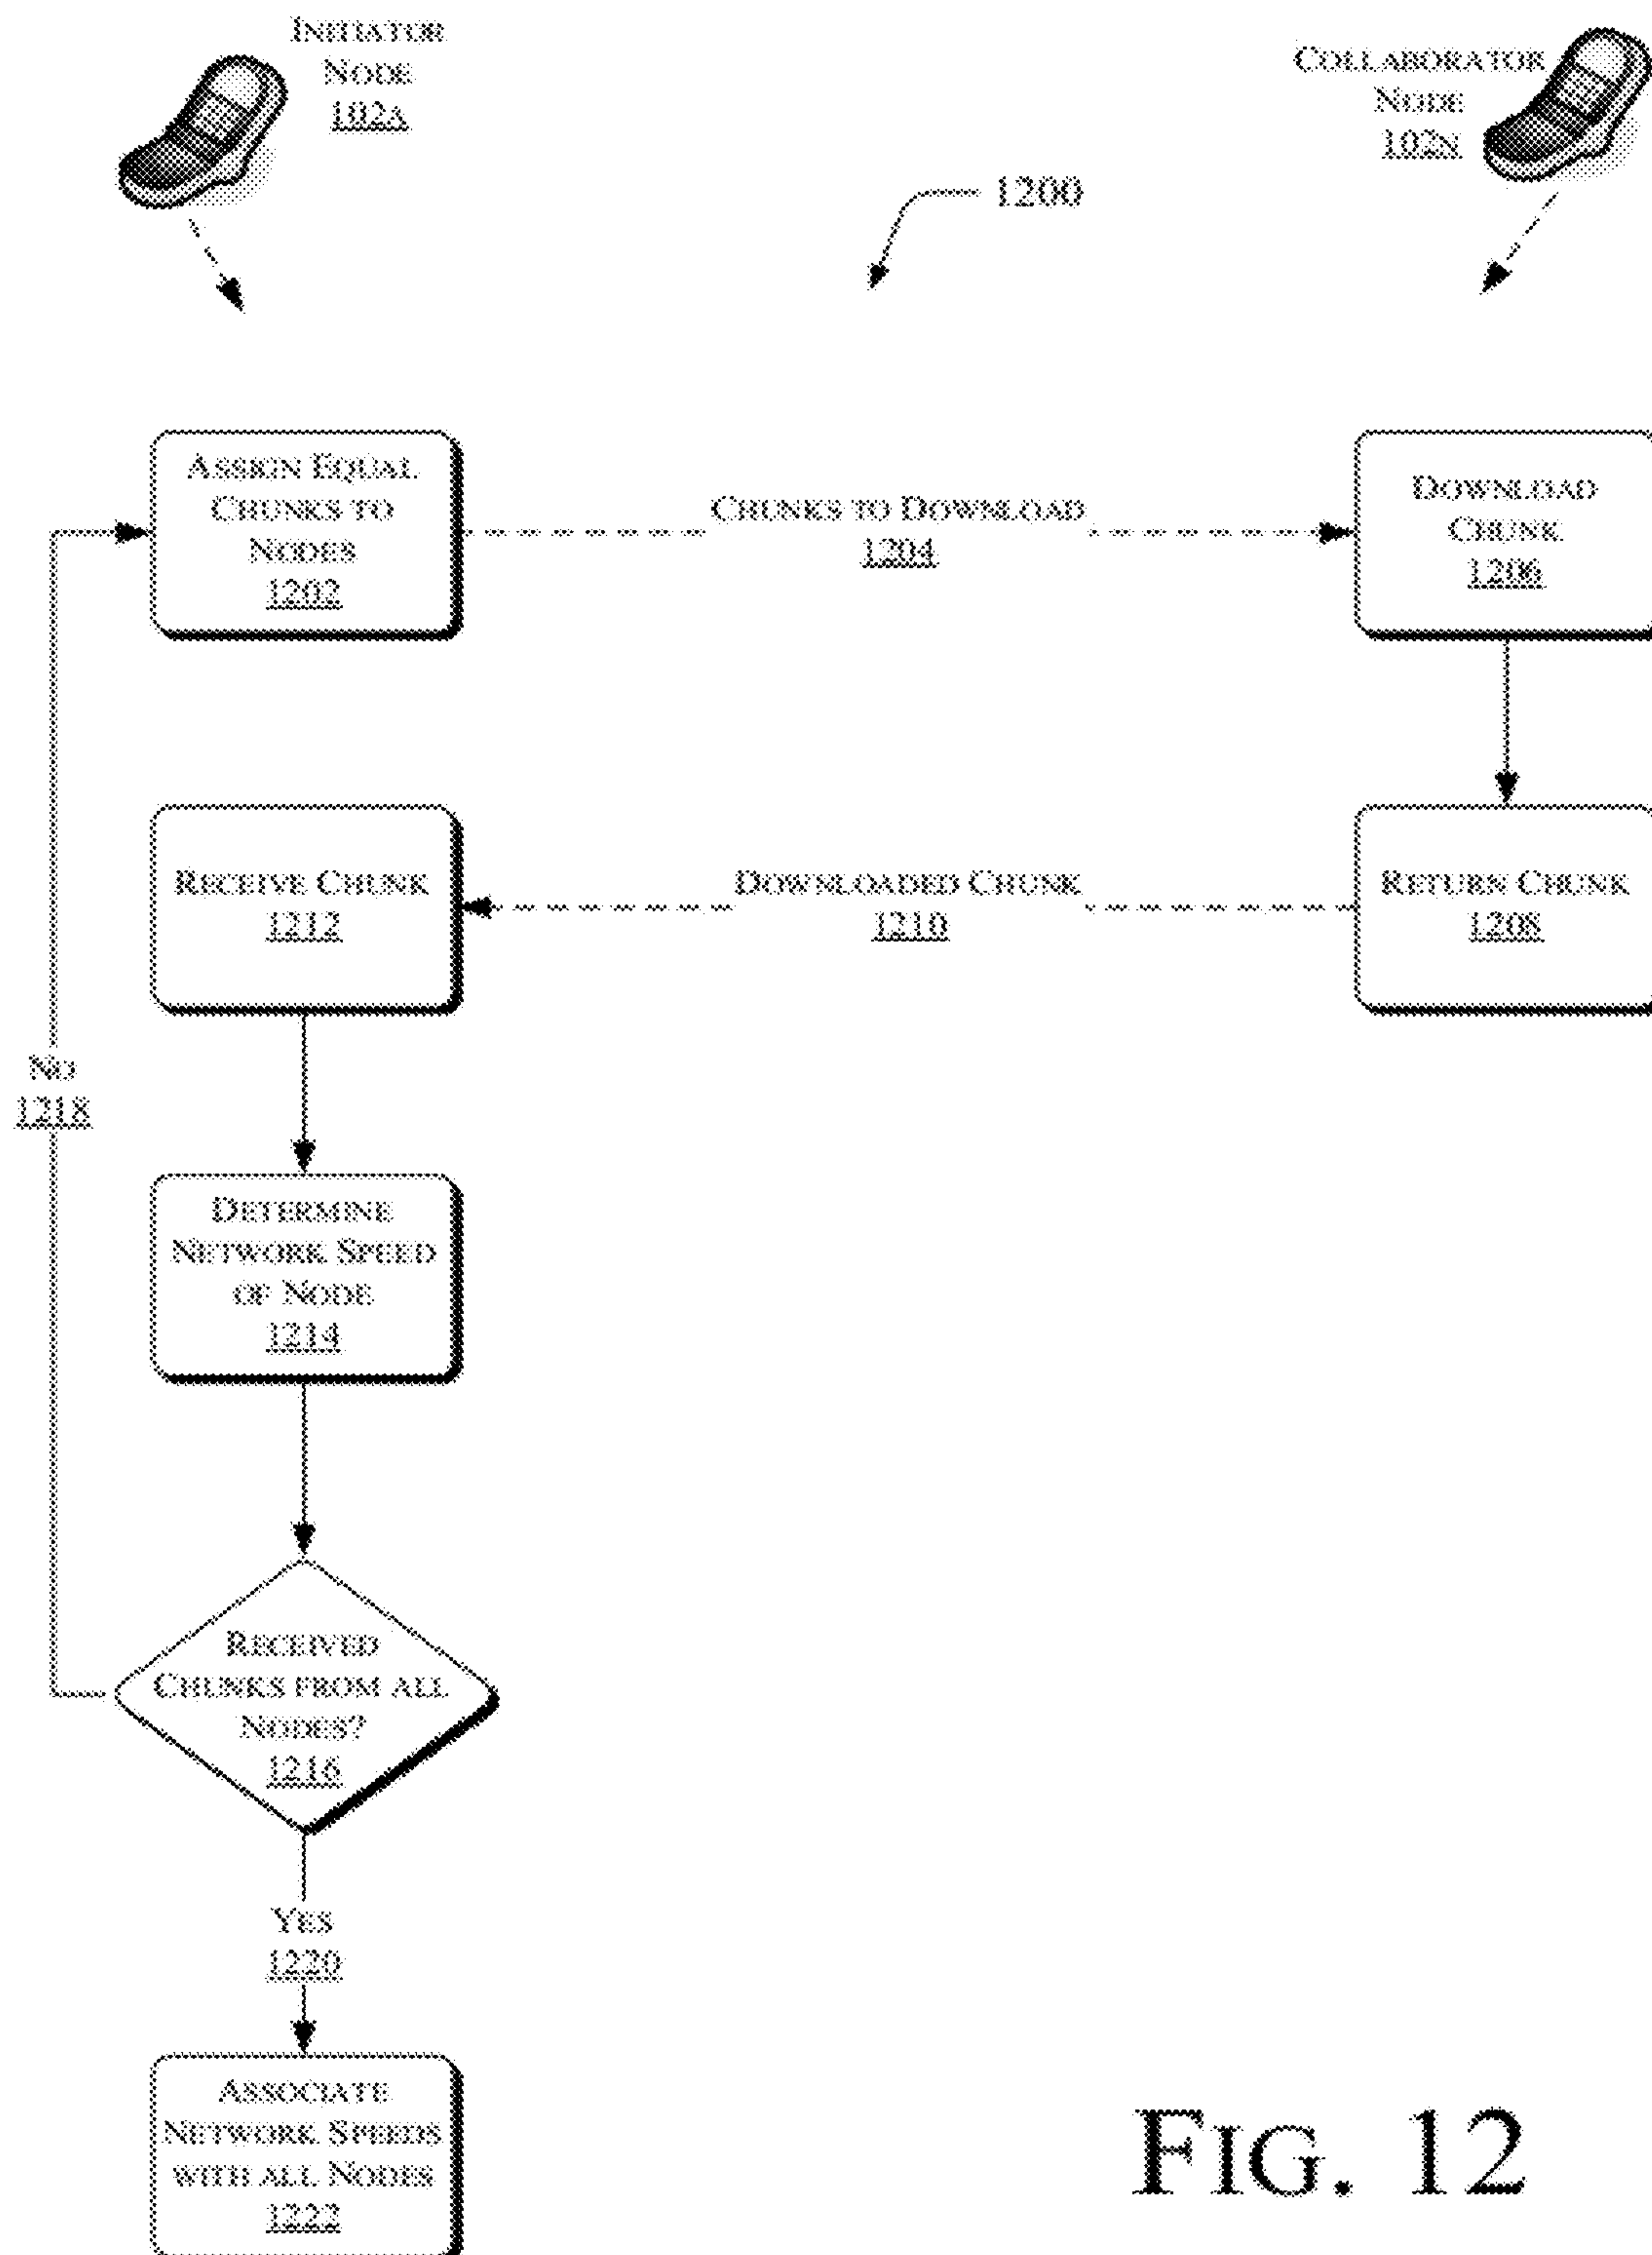 INITIATOR
NODE
102A
COLLABORATOR
NODE
102N
1200
ASSIGN EQUAL
CHUNKS TO
NODES
1202
CHUNKS TO DOWNLOAD
1204
DOWNLOAD
CHUNK
1206
RECEIVE CHUNK
1212
DOWNLOADED CHUNK
1210
RETURN CHUNK
1208
NO
1218
DETERMINE
NETWORK SPEED
OF NODE
1214
RECEIVED
CHUNKS FROM ALL
NODES?
1216
YES
1220
ASSOCIATE
NETWORK SPEEDS
WITH ALL NODES
1222
FIG. 12